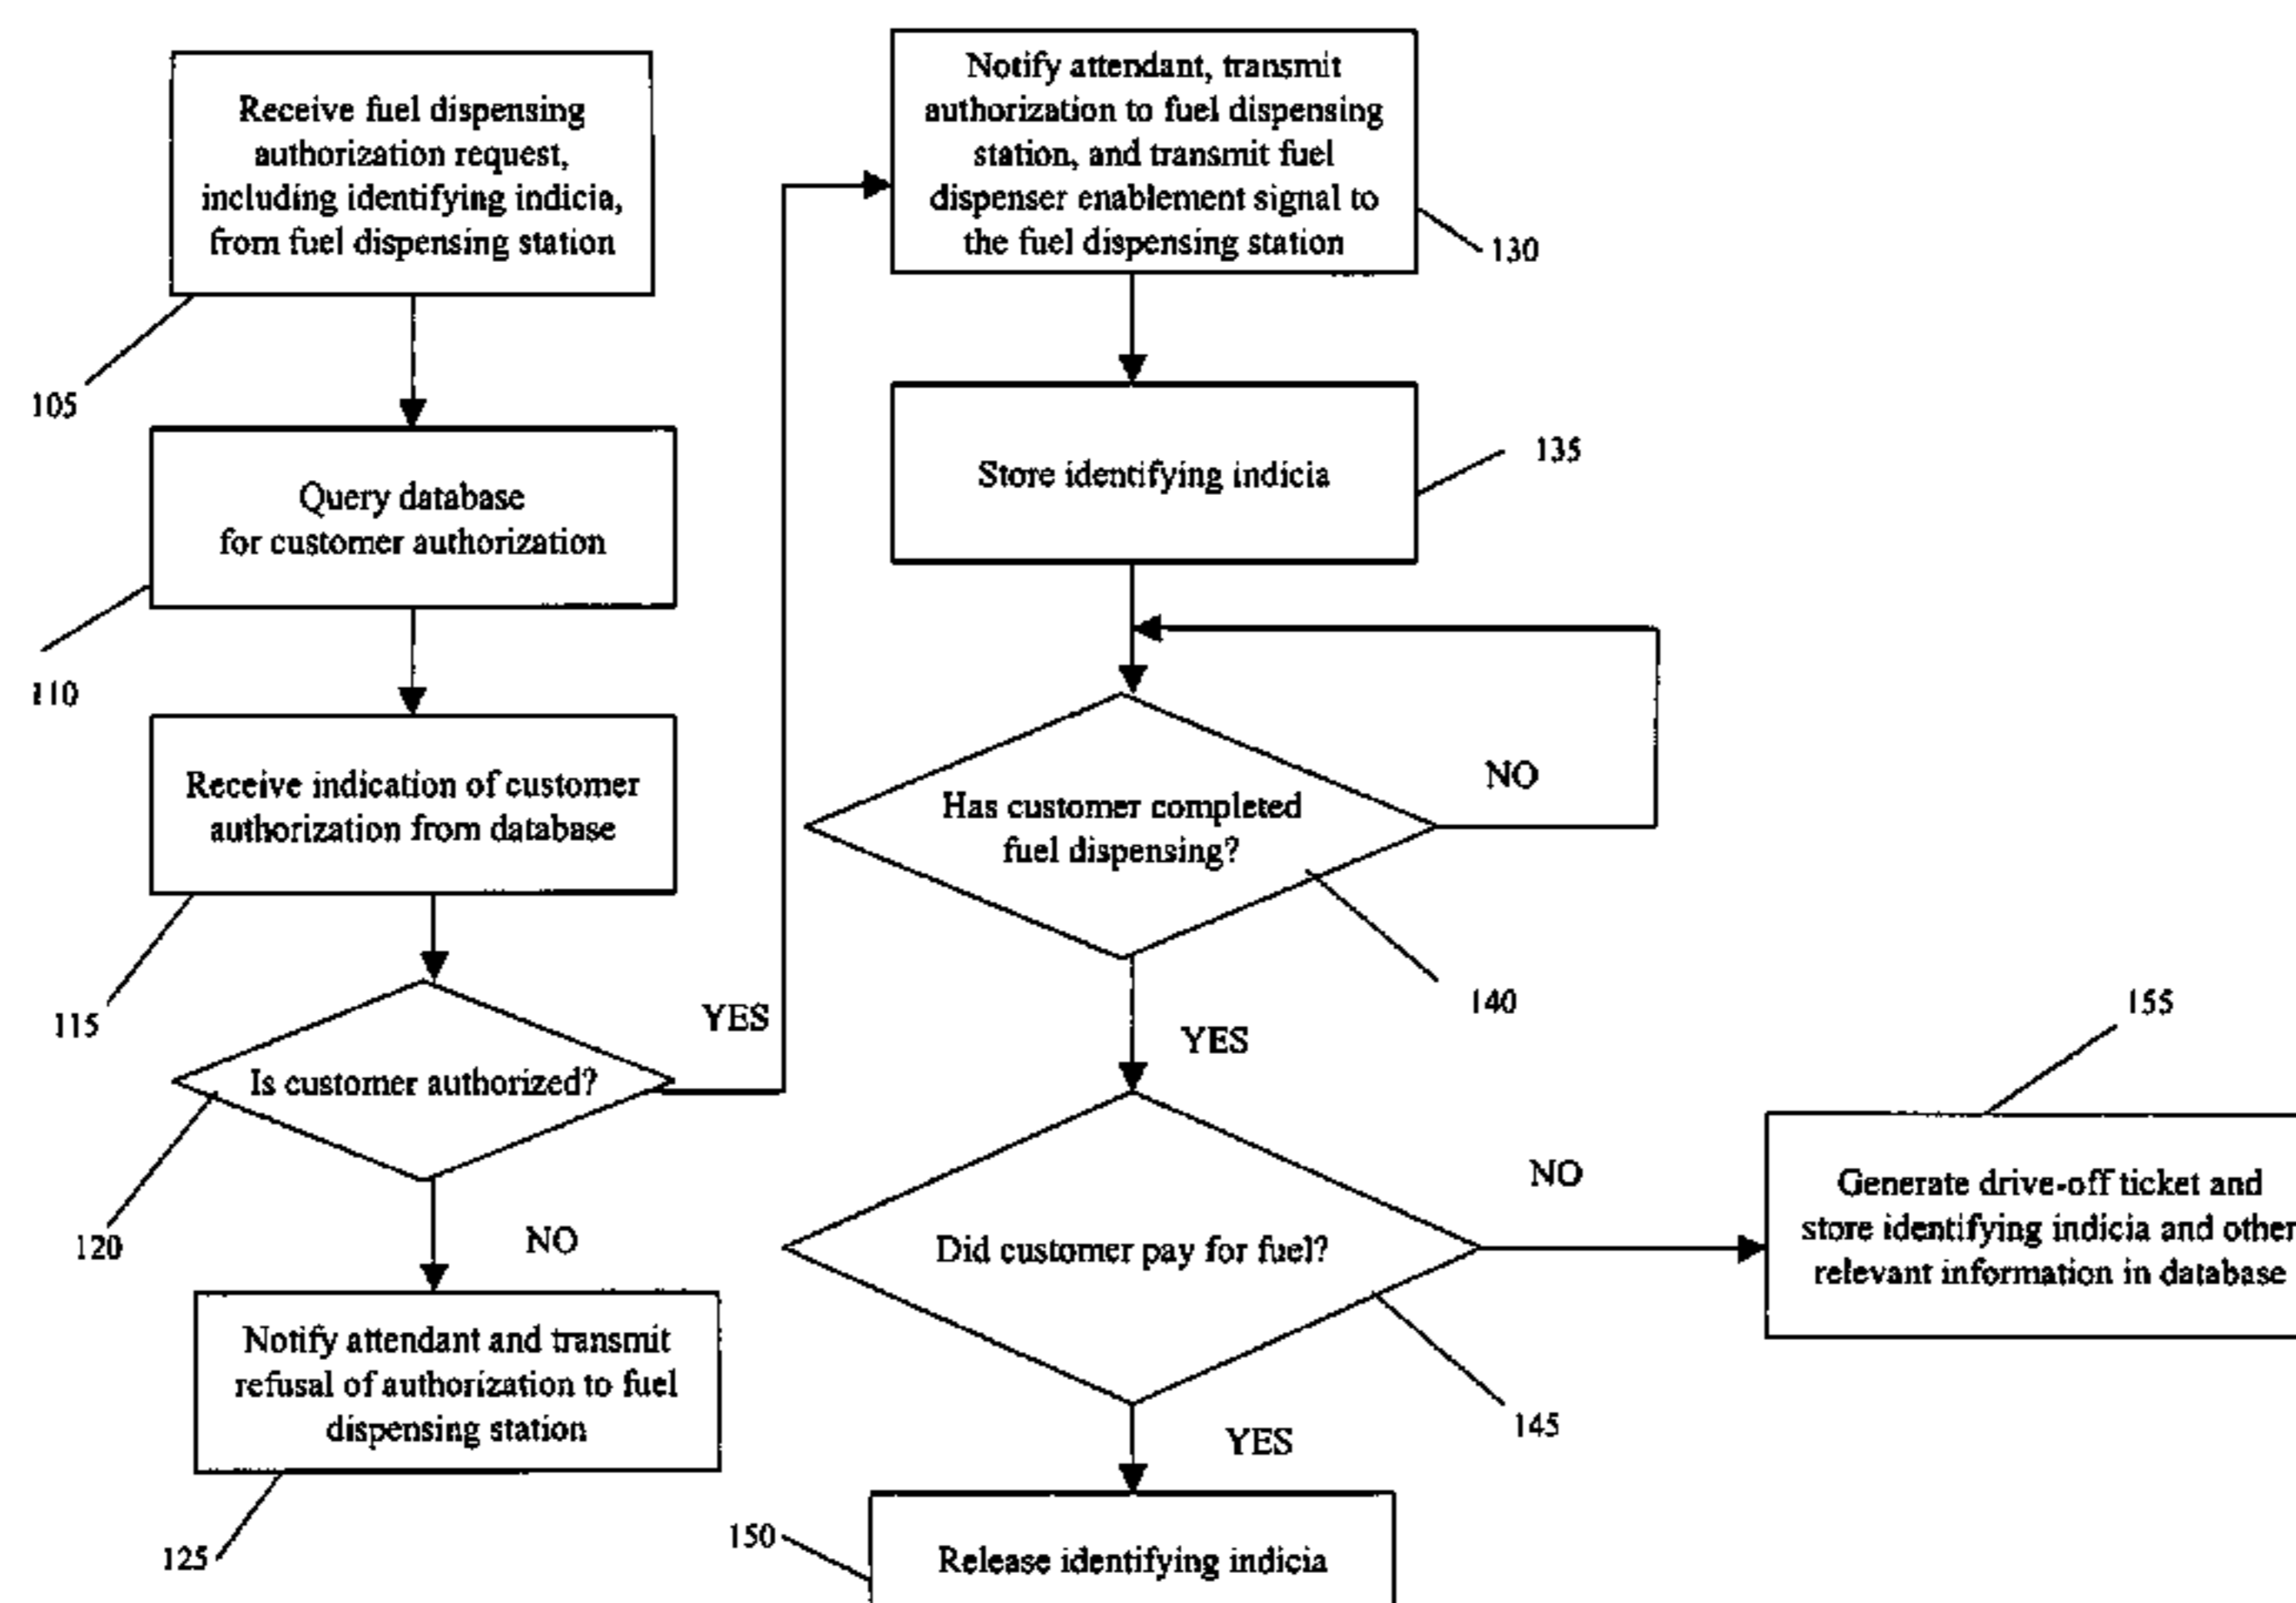 Receive fuel dispensing
authorization request,
including identifying indicia,
from fuel dispensing station
105
Query database
for customer authorization
110
Receive indication of customer
authorization from database
115
Is customer authorized?
YES
120
NO
Notify attendant and transmit
refusal of authorization to fuel
dispensing station
125
Notify attendant, transmit
authorization to fuel dispensing
station, and transmit fuel
dispenser enablement signal to
the fuel dispensing station
130
Store identifying indicia
135
Has customer completed
fuel dispensing?
NO
140
YES
Did customer pay for fuel?
NO
145
YES
150
Release identifying indicia
155
Generate drive-off ticket and
store identifying indicia and other
relevant information in database